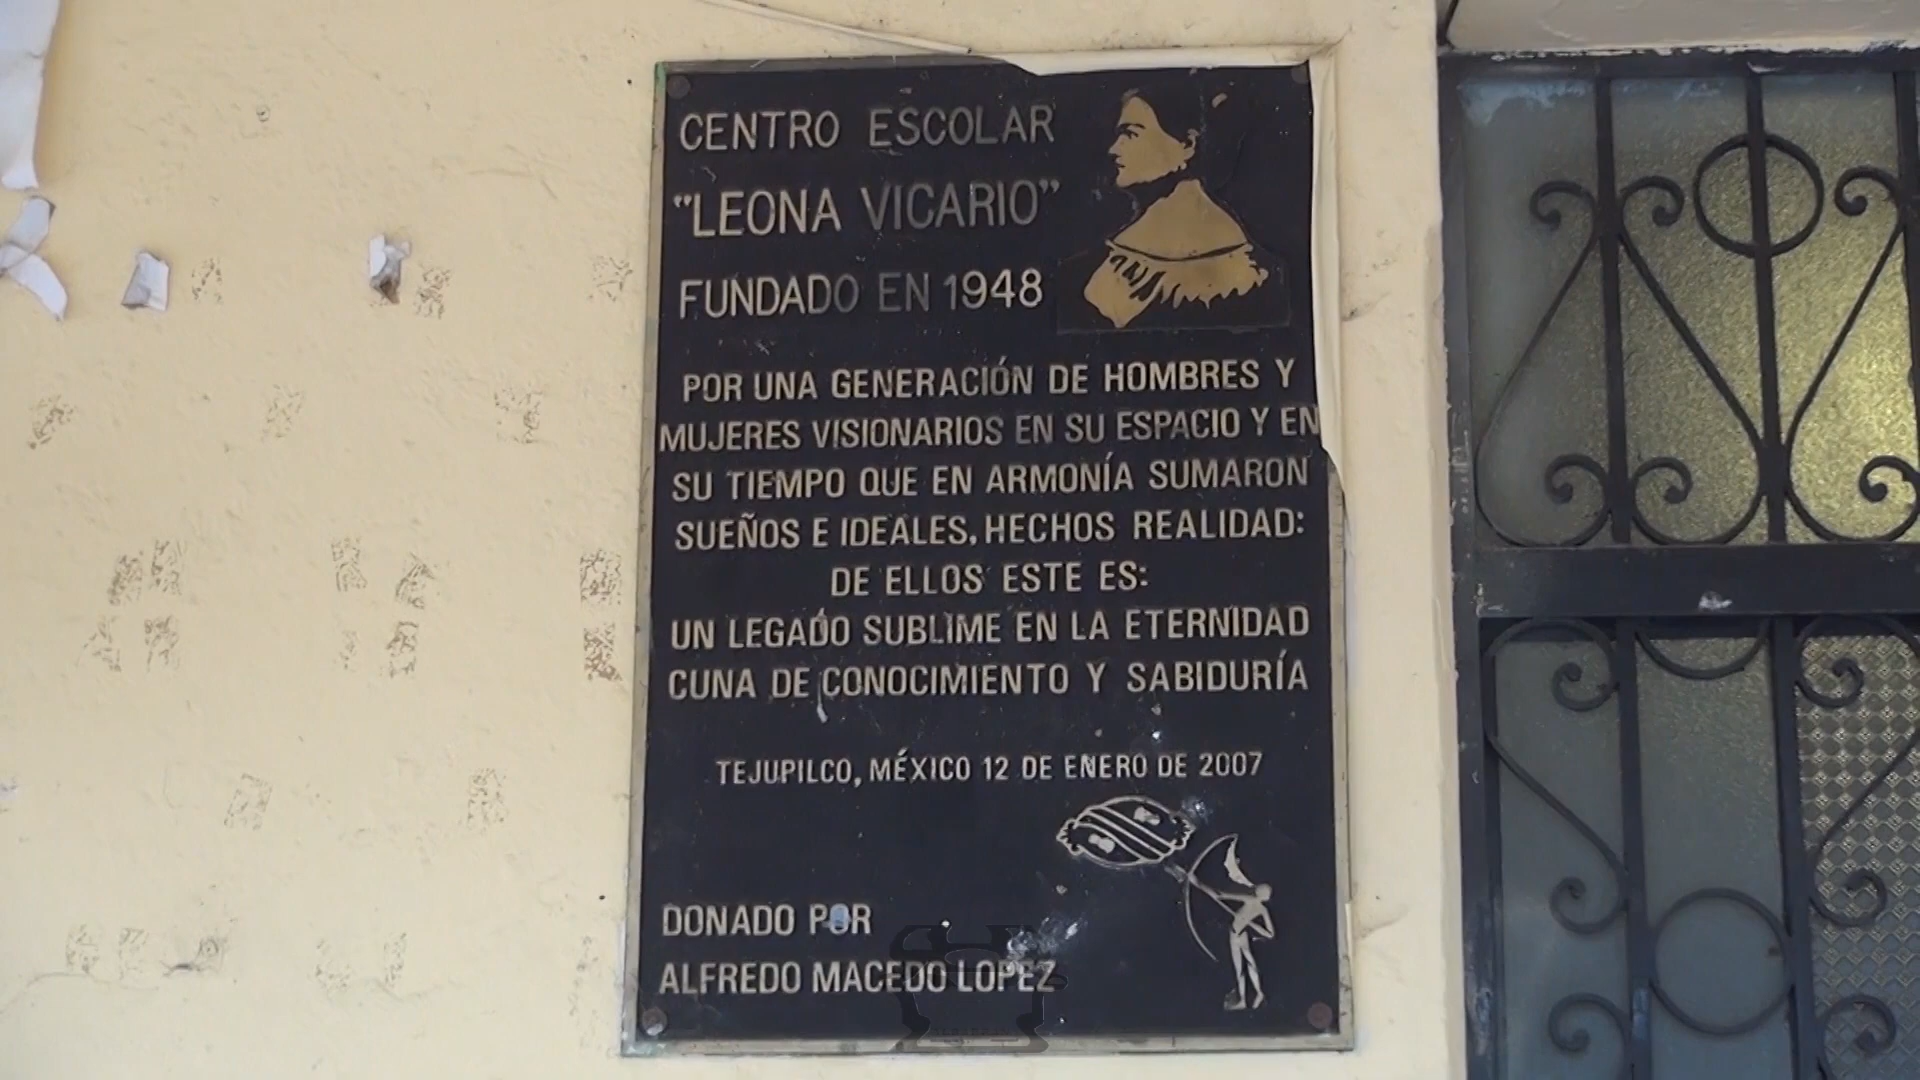 CENTRO ESCOLAR
"LEONA VICARIO"
FUNDADO EN 1948
POR UNA GENERACIÓN DE HOMBRES Y
MUJERES VISIONARIOS EN SU ESPACIO Y EN
SU TIEMPO QUE EN ARMONÍA SUMARON
SUEÑOS E IDEALES, HECHOS REALIDAD:
DE ELLOS ESTE ES:
UN LEGADO SUBLIME EN LA ETERNIDAD
CUNA DE CONOCIMIENTO Y SABIDURÍA
TEJUPILCO, MÉXICO 12 DE ENERO DE 2007
DONADO POR
ALFREDO MACEDO LOPEZ